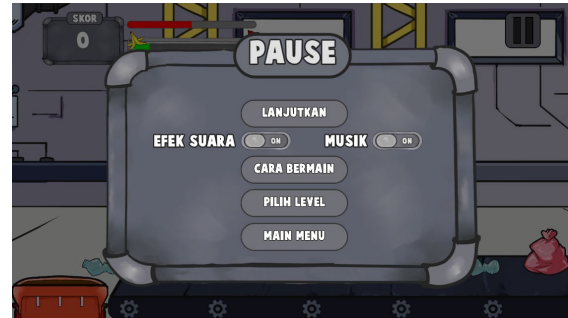 SKOR
0
PAUSE
LANJUTKAN
EFEK SUARA ON MUSIK ON
CARA BERMAIN
PILIH LEVEL
MAIN MENU